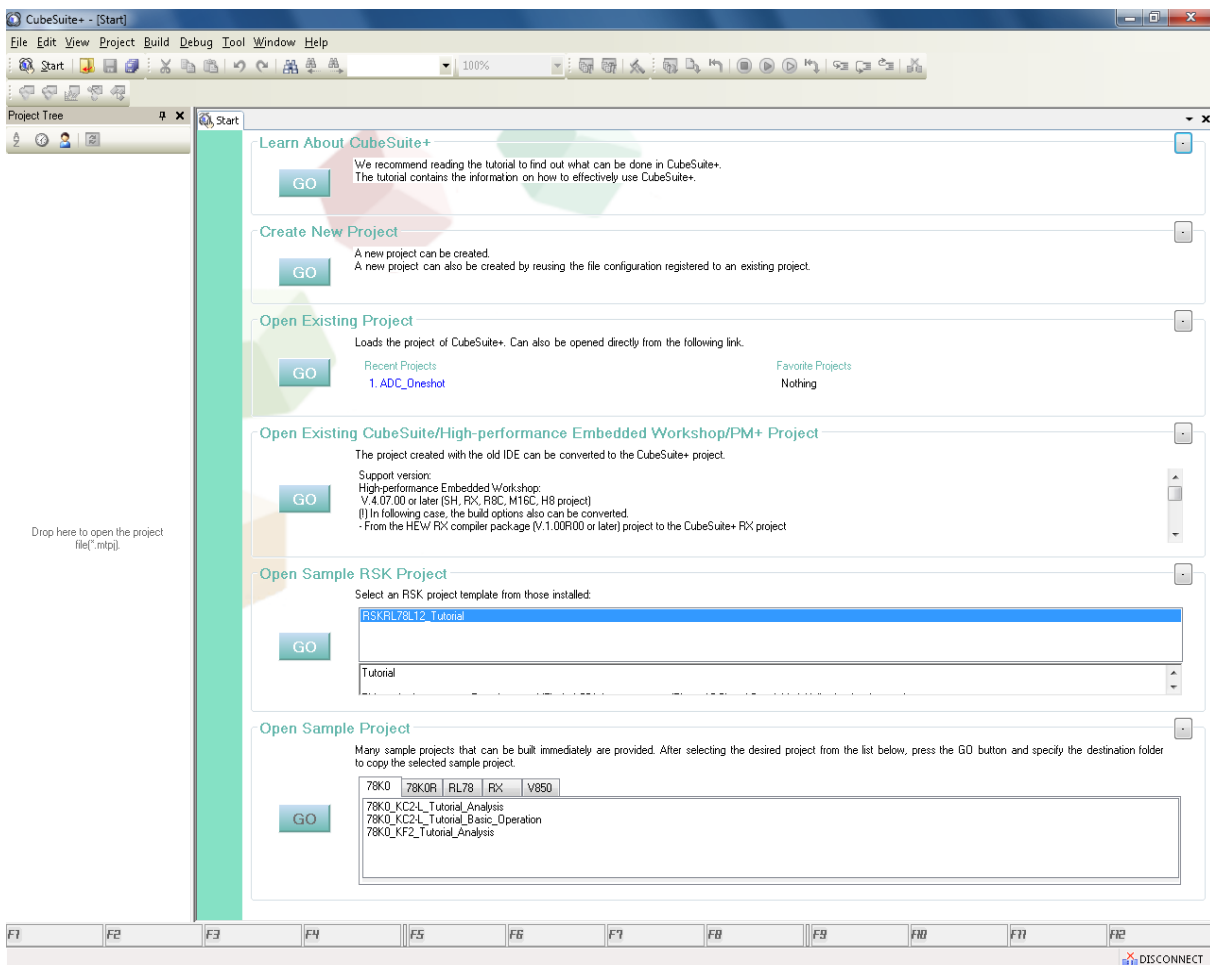 CubeSuite+ - [Start]
File Edit View Project Build Debug Tool Window Help
Start 100%
Project Tree
Start
Learn About CubeSuite+
We recommend reading the tutorial to find out what can be done in CubeSuite+.
The tutorial contains the information on how to effectively use CubeSuite+.
GO
Create New Project
A new project can be created.
A new project can also be created by reusing the file configuration registered to an existing project.
GO
Open Existing Project
Loads the project of CubeSuite+. Can also be opened directly from the following link.
GO
Recent Projects Favorite Projects
1. ADC_Oneshot Nothing
Open Existing CubeSuite/High-performance Embedded Workshop/PM+ Project
The project created with the old IDE can be converted to the CubeSuite+ project.
GO
Support version:
High-performance Embedded Workshop:
V.4.07.00 or later (SH, RX, R8C, M16C, H8 project)
(!) In following case, the build options also can be converted.
- From the HEW RX compiler package (V.1.00R00 or later) project to the CubeSuite+ RX project
Drop here to open the project
file(*.mtpj).
Open Sample RSK Project
Select an RSK project template from those installed:
RSKRL78L12_Tutorial
GO
Tutorial
Open Sample Project
Many sample projects that can be built immediately are provided. After selecting the desired project from the list below, press the GO button and specify the destination folder
to copy the selected sample project.
78K0 78K0R RL78 RX V850
GO
78K0_KC2-L_Tutorial_Analysis
78K0_KC2-L_Tutorial_Basic_Operation
78K0_KF2_Tutorial_Analysis
F1 F2 F3 F4 F5 F6 F7 F8 F9 F10 F11 F12
DISCONNECT